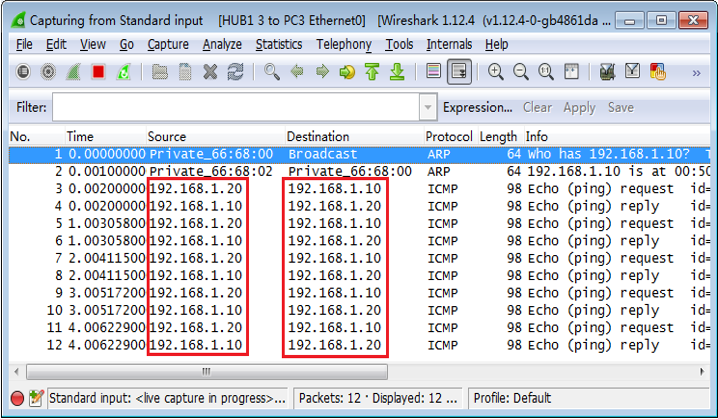 Capturing from Standard input [HUB1 3 to PC3 Ethernet0] [Wireshark 1.12.4 (v1.12.4-0-gb4861da ...
File Edit View Go Capture Analyze Statistics Telephony Tools Internals Help
Filter: Expression... Clear Apply Save
No. Time Source Destination Protocol Length Info
1 0.00000000 Private_66:68:00 Broadcast ARP 64 Who has 192.168.1.10? T
2 0.00100000 Private_66:68:02 Private_66:68:00 ARP 64 192.168.1.10 is at 00:50
3 0.00200000 192.168.1.20 192.168.1.10 ICMP 98 Echo (ping) request id=
4 0.00200000 192.168.1.10 192.168.1.20 ICMP 98 Echo (ping) reply id=
5 1.00305800 192.168.1.20 192.168.1.10 ICMP 98 Echo (ping) request id=
6 1.00305800 192.168.1.10 192.168.1.20 ICMP 98 Echo (ping) reply id=
7 2.00411500 192.168.1.20 192.168.1.10 ICMP 98 Echo (ping) request id=
8 2.00411500 192.168.1.10 192.168.1.20 ICMP 98 Echo (ping) reply id=
9 3.00517200 192.168.1.20 192.168.1.10 ICMP 98 Echo (ping) request id=
10 3.00517200 192.168.1.10 192.168.1.20 ICMP 98 Echo (ping) reply id=
11 4.00622900 192.168.1.20 192.168.1.10 ICMP 98 Echo (ping) request id=
12 4.00622900 192.168.1.10 192.168.1.20 ICMP 98 Echo (ping) reply id=
Standard input: <live capture in progress>... Packets: 12 · Displayed: 12 ... Profile: Default